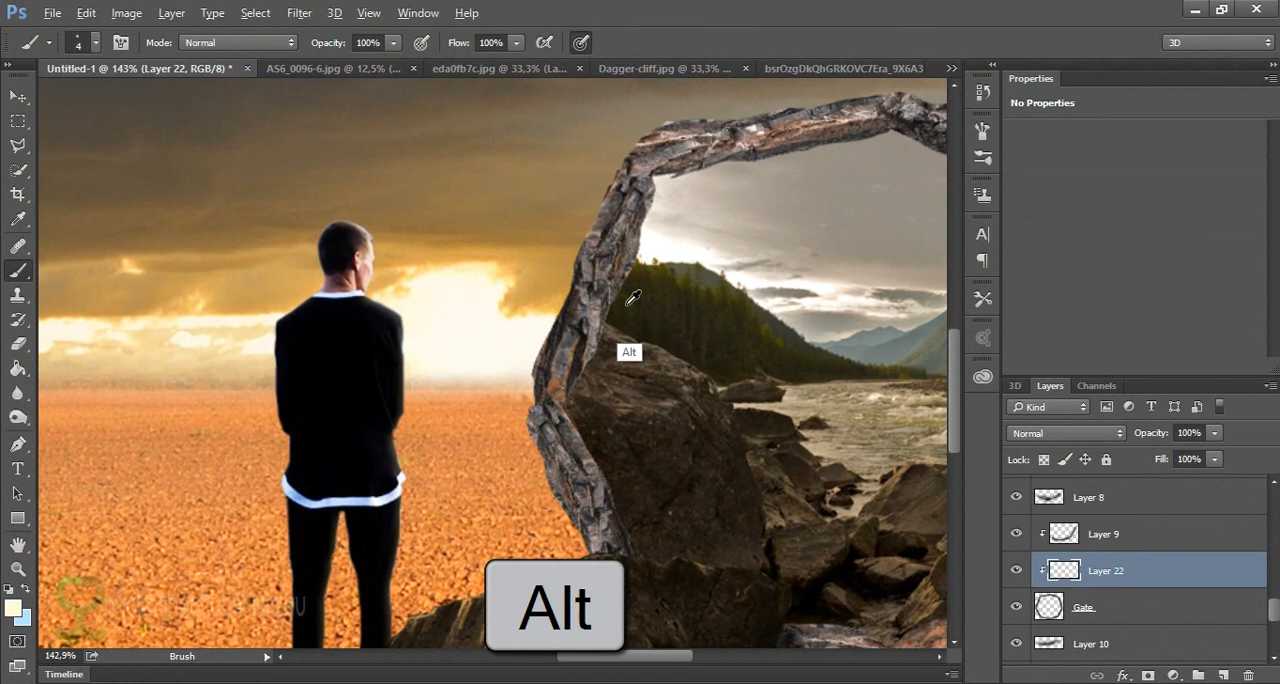 Ps File Edit Image Layer Type Select Filter 3D View Window Help
4 Mode: Normal Opacity: 100% Flow: 100% 3D
Untitled-1 @ 143% (Layer 22, RGB/8) * × AS6_0096-6.jpg @ 12,5% (... × eda0fb7c.jpg @ 33,3% (La... × Dagger-cliff.jpg @ 33,3% ... × bsrOzgDkQhGRKOVC7Era_9X6A3
Properties
No Properties
Alt
3D Layers Channels
Kind
Normal Opacity: 100%
Lock: Fill: 100%
Layer 8
Layer 9
Layer 22
Gate
Layer 10
Alt
142,9% Brush
Timeline